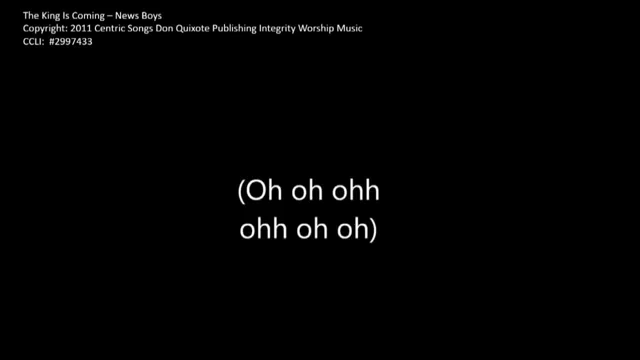 The King Is Coming – News Boys
Copyright: 2011 Centric Songs Don Quixote Publishing Integrity Worship Music
CCLI: #2997433
(Oh oh ohh
ohh oh oh)